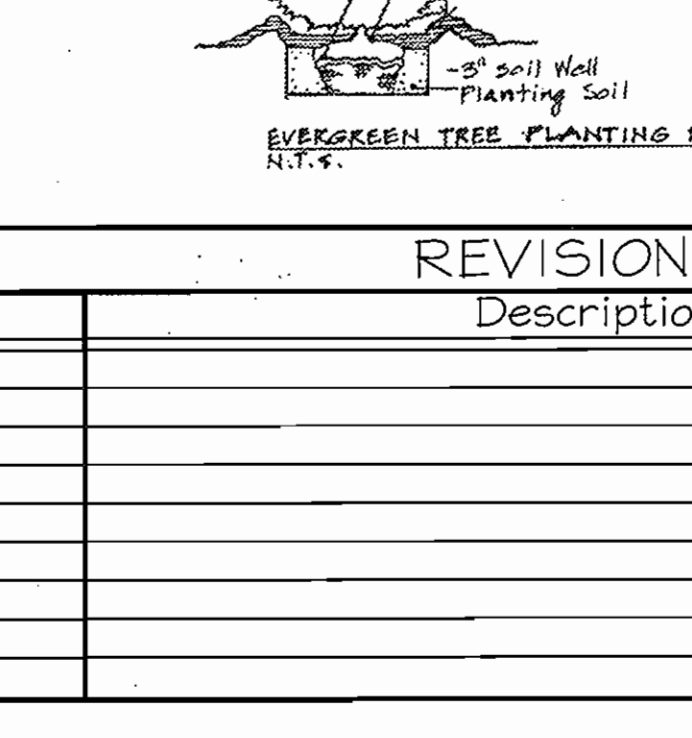 -3" Soil Well
Planting Soil
EVERGREEN TREE PLANTING
N.T.S.
REVISION
Descriptio